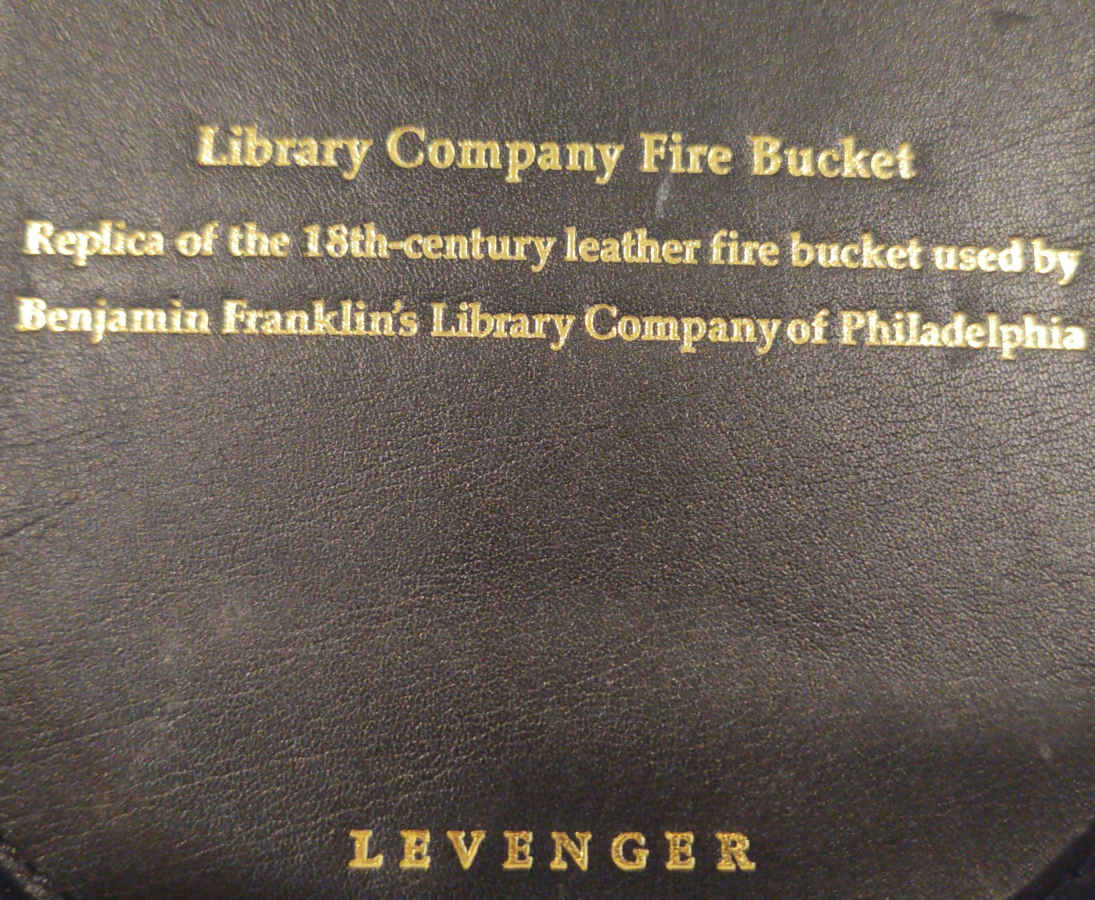 Library Company Fire Bucket
Replica of the 18th-century leather fire bucket used by
Benjamin Franklin's Library Company of Philadelphia
LEVENGER